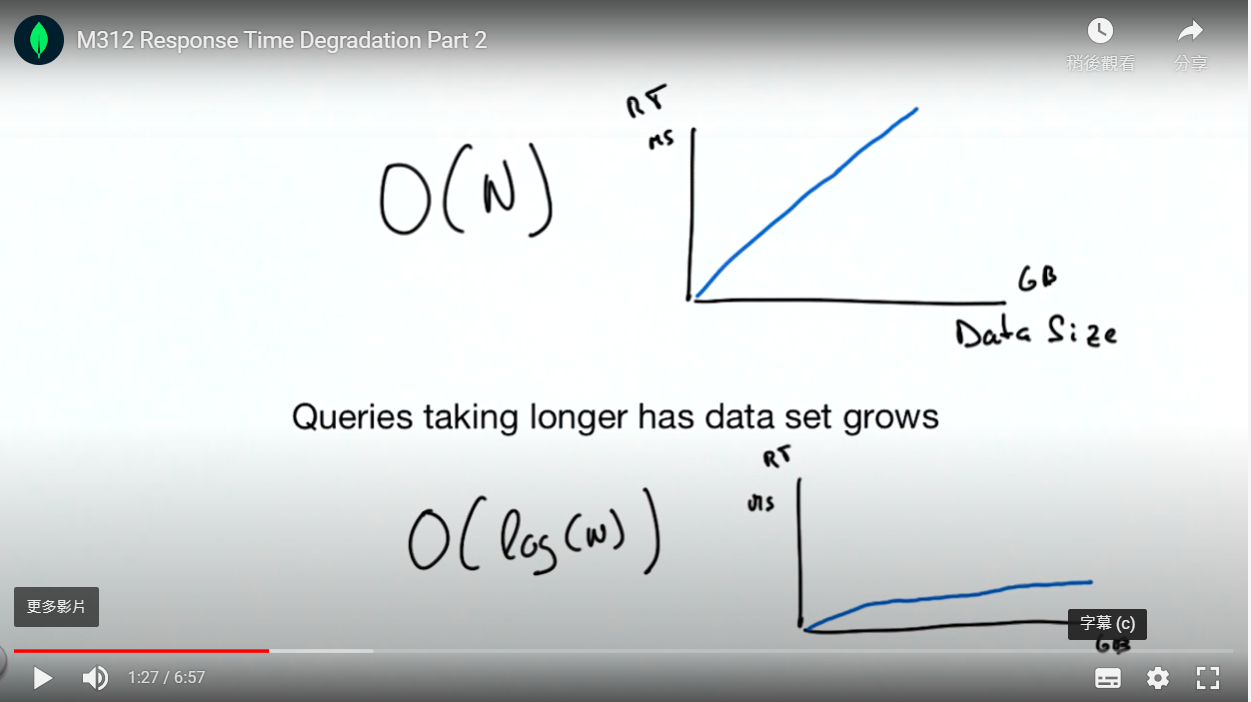 M312 Response Time Degradation Part 2
稍後觀看
分享
RT
ms
O(N)
GB
Data Size
Queries taking longer has data set grows
RT
ms
O(log(N))
更多影片
字幕 (c)
GB
1:27 / 6:57